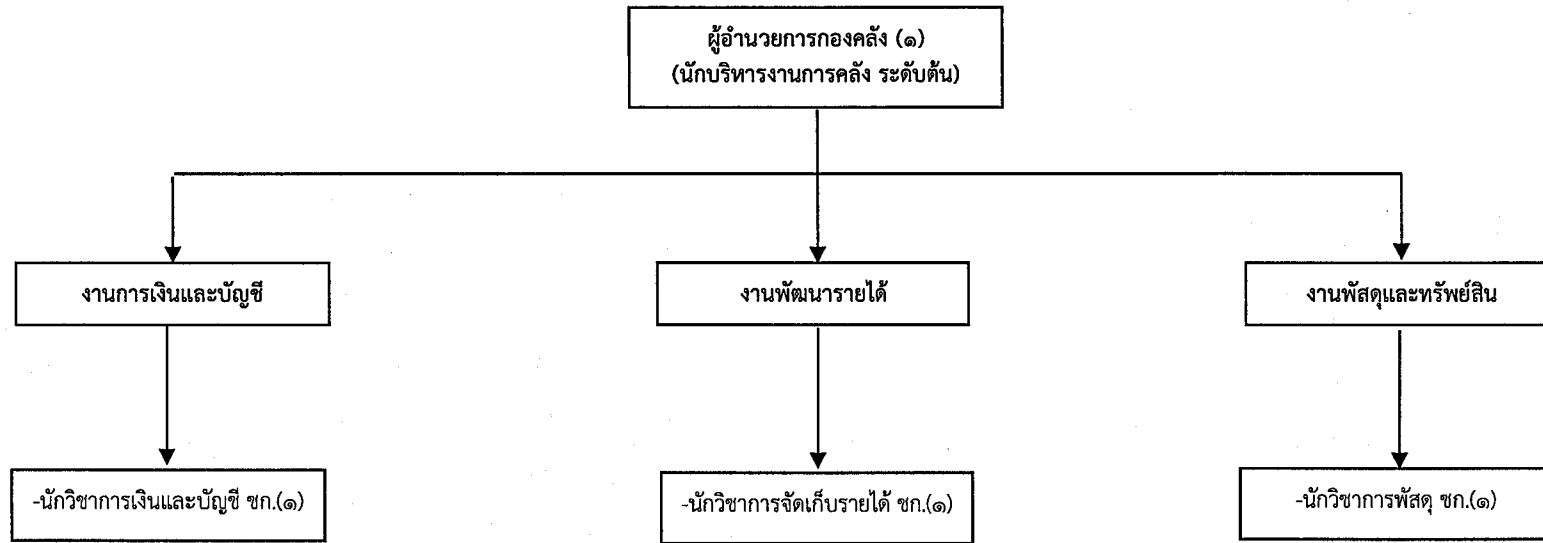 ผู้อำนวยการกองคลัง (๑)
(นักบริหารงานการคลัง ระดับต้น)
งานการเงินและบัญชี
งานพัฒนารายได้
งานพัสดุและทรัพย์สิน
-นักวิชาการเงินและบัญชี ชก.(๑)
-นักวิชาการจัดเก็บรายได้ ชก.(๑)
-นักวิชาการพัสดุ ชก.(๑)